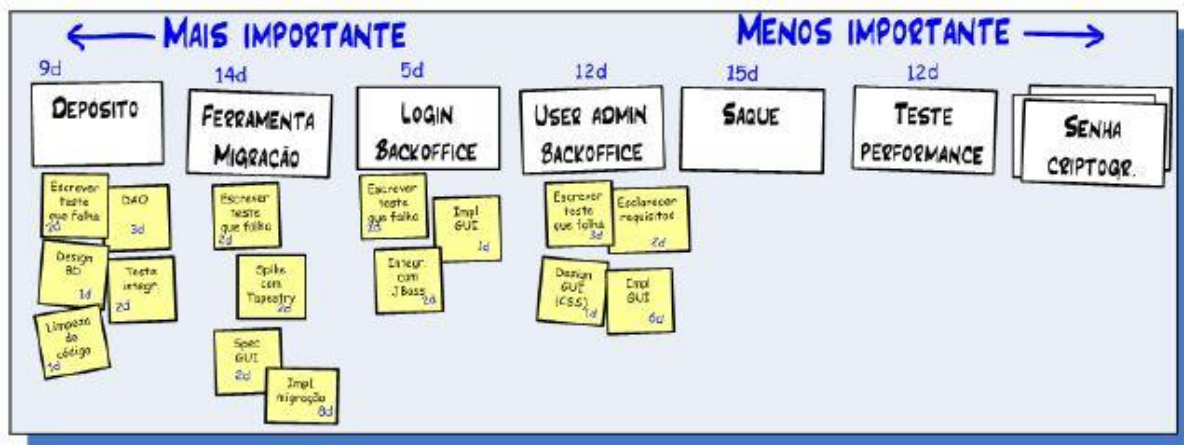 ← MAIS IMPORTANTE
MENOS IMPORTANTE →
9d
DEPÓSITO
Escrever
teste
que falha
2d
DAO
3d
Design
BD
1d
Teste
integr.
2d
Limpeza
de
código
1d
14d
FERRAMENTA
MIGRAÇÃO
Escrever
teste
que falha
2d
Spike
com
Tapestry
2d
Spec
GUI
2d
Impl.
migração
8d
5d
LOGIN
BACKOFFICE
Escrever
teste
que falha
2d
Impl
GUI
1d
Integr.
com
JBoss
2d
12d
USER ADMIN
BACKOFFICE
Escrever
teste
que falha
3d
Esclarecer
requisitos
2d
Design
GUI
(CSS)
1d
Impl
GUI
6d
15d
SAQUE
12d
TESTE
PERFORMANCE
SENHA
CRIPTOGR.